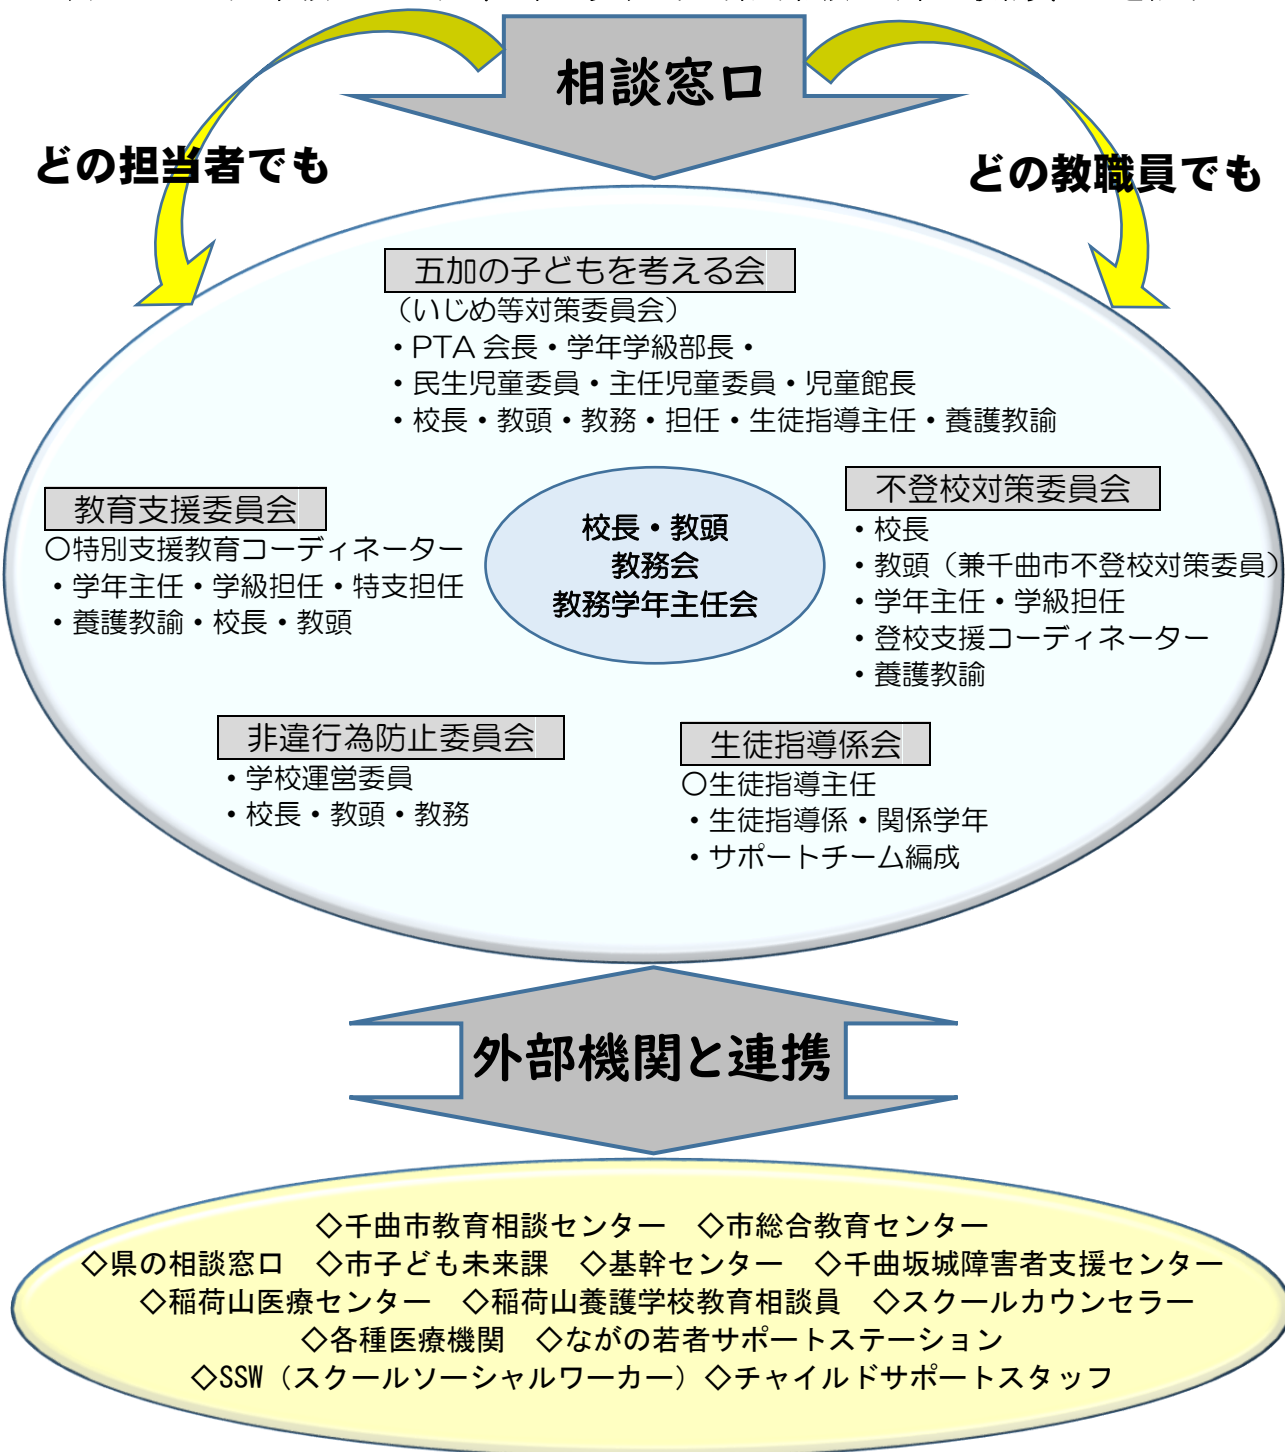 相談窓口
どの担当者でも
どの教職員でも
五加の子どもを考える会
（いじめ等対策委員会）
・PTA 会長・学年学級部長・
・民生児童委員・主任児童委員・児童館長
・校長・教頭・教務・担任・生徒指導主任・養護教諭
教育支援委員会
○特別支援教育コーディネーター
・学年主任・学級担任・特支担任
・養護教諭・校長・教頭
校長・教頭
教務会
教務学年主任会
不登校対策委員会
・校長
・教頭（兼千曲市不登校対策委員）
・学年主任・学級担任
・登校支援コーディネーター
・養護教諭
非違行為防止委員会
・学校運営委員
・校長・教頭・教務
生徒指導係会
○生徒指導主任
・生徒指導係・関係学年
・サポートチーム編成
外部機関と連携
◇千曲市教育相談センター　◇市総合教育センター
◇県の相談窓口　◇市子ども未来課　◇基幹センター　◇千曲坂城障害者支援センター
◇稲荷山医療センター　◇稲荷山養護学校教育相談員　◇スクールカウンセラー
◇各種医療機関　◇ながの若者サポートステーション
◇SSW（スクールソーシャルワーカー）◇チャイルドサポートスタッフ